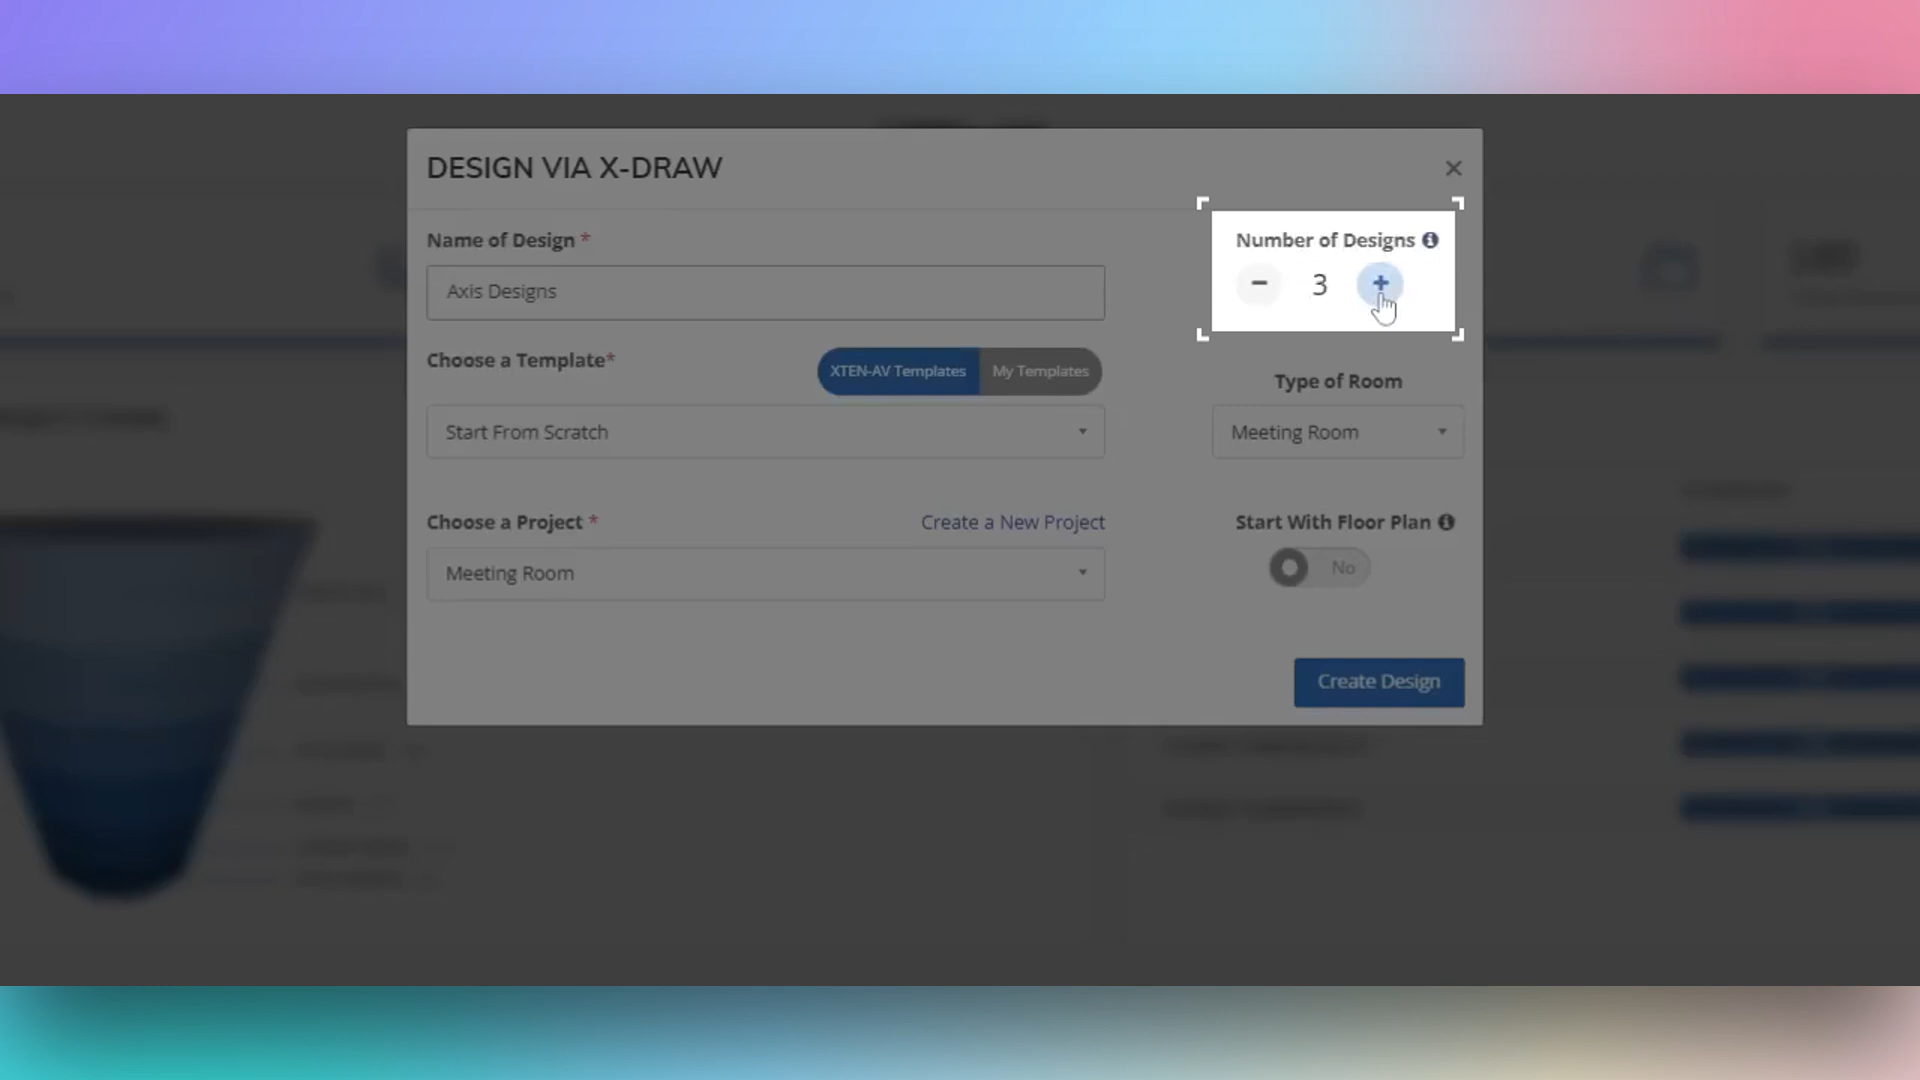 DESIGN VIA X-DRAW
Name of Design *
Number of Designs
Axis Designs
3
Choose a Template*
XTEN-AV Templates
My Templates
Type of Room
Start From Scratch
Meeting Room
Choose a Project *
Create a New Project
Start With Floor Plan
Meeting Room
No
Create Design